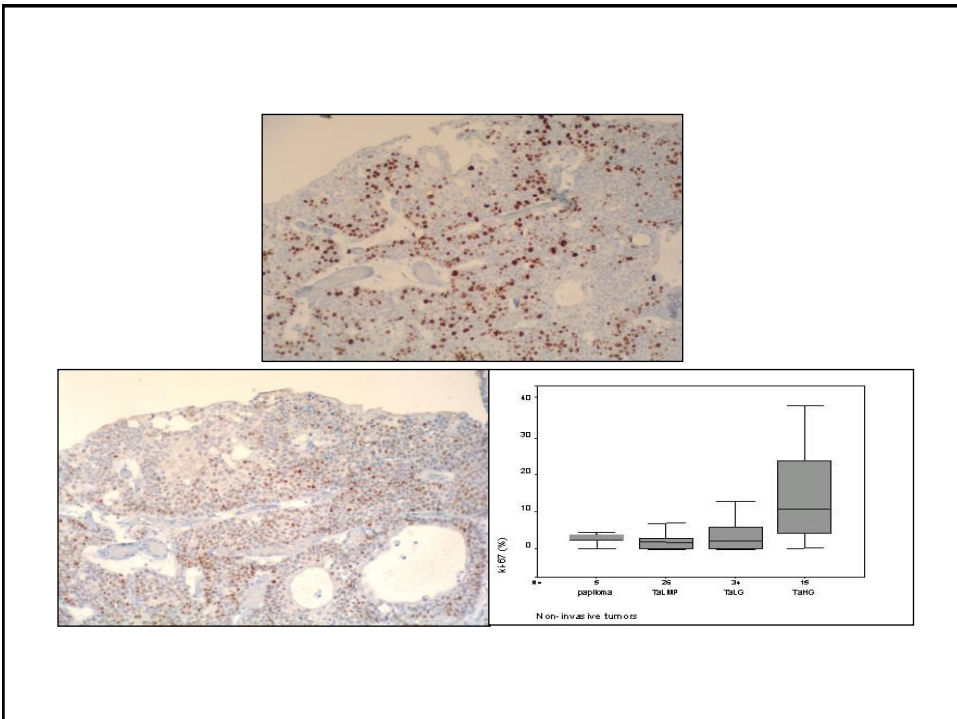 40
30
20
10
0
ki-67 (%)
N= 5 26 34 15
papilloma TaLMP TaLG TaHG
Non-invasive tumors